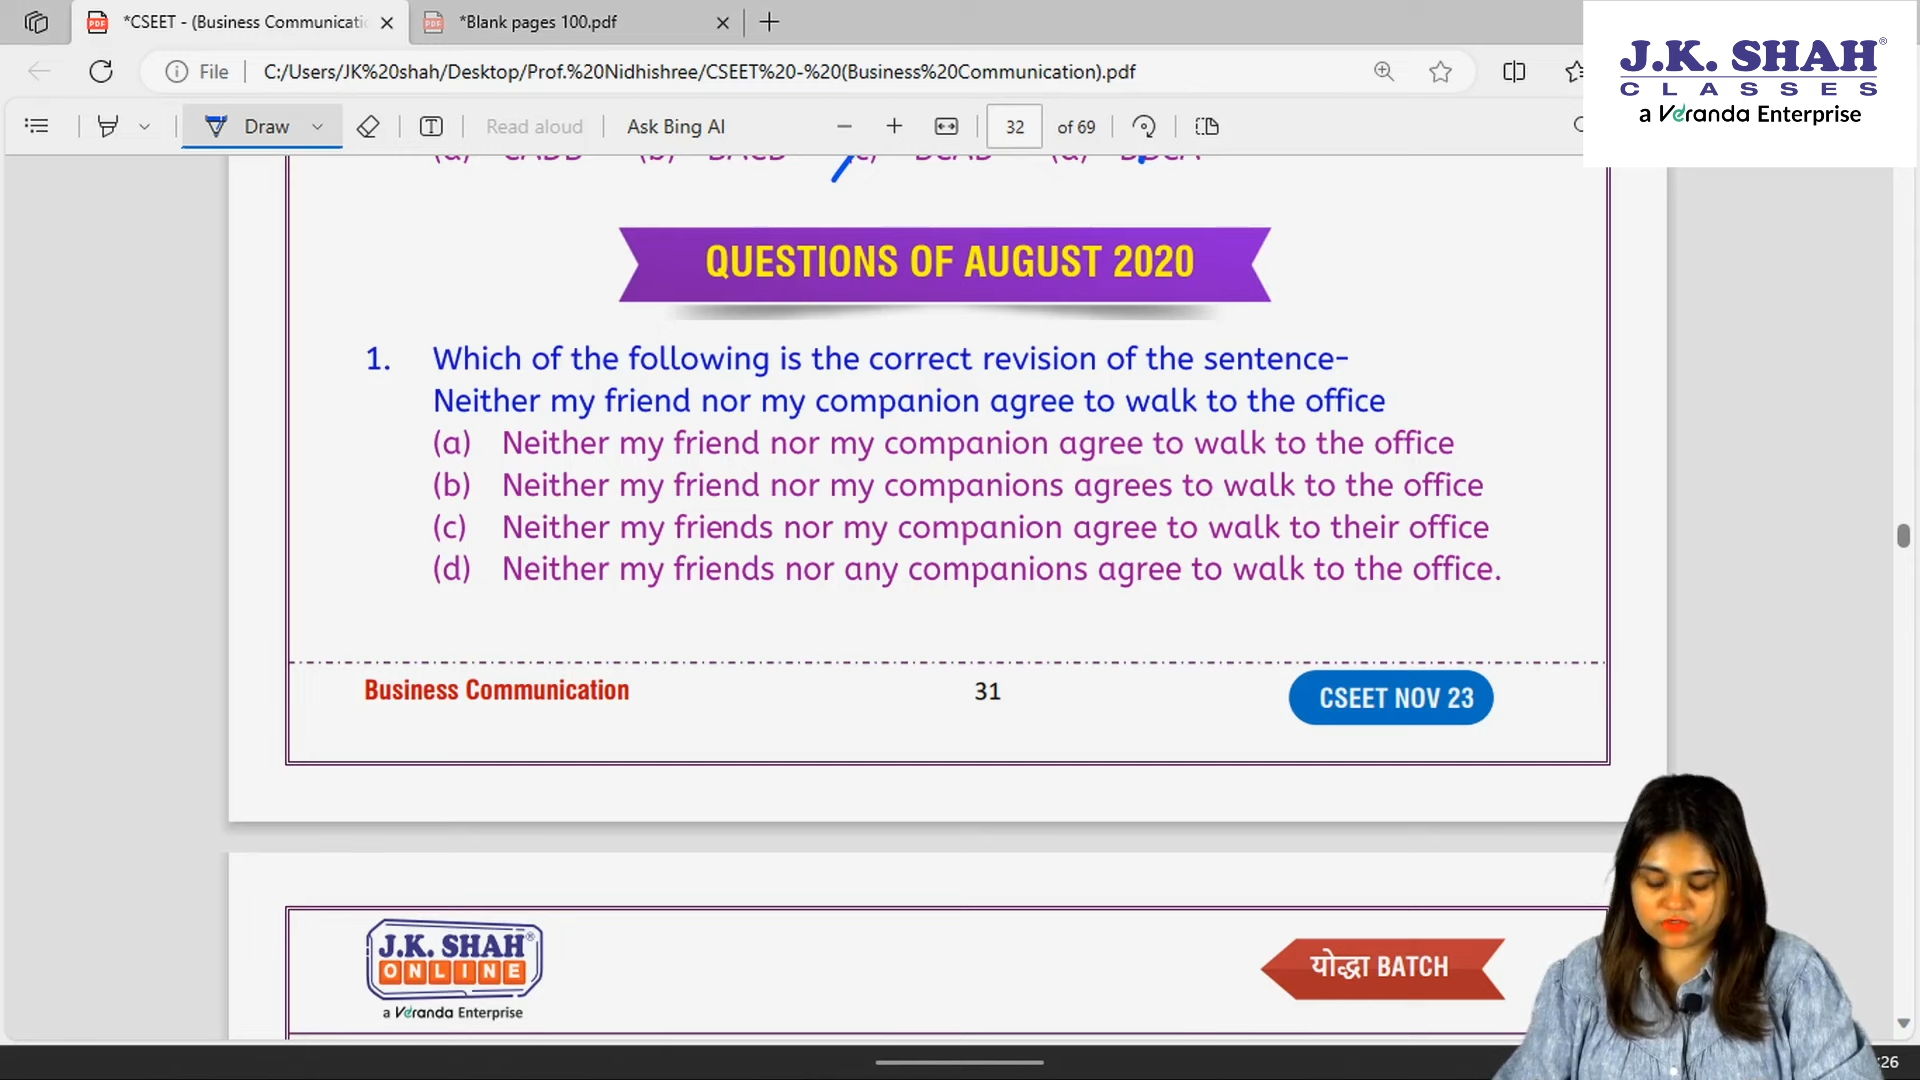 *CSEET - (Business Communicati
*Blank pages 100.pdf
J.K. SHAH®
CLASSES
a Veranda Enterprise
File
C:/Users/JK%20shah/Desktop/Prof.%20Nidhishree/CSEET%20-%20(Business%20Communication).pdf
Draw
Read aloud
Ask Bing AI
32
of 69
QUESTIONS OF AUGUST 2020
1. Which of the following is the correct revision of the sentence-
Neither my friend nor my companion agree to walk to the office
(a) Neither my friend nor my companion agree to walk to the office
(b) Neither my friend nor my companions agrees to walk to the office
(c) Neither my friends nor my companion agree to walk to their office
(d) Neither my friends nor any companions agree to walk to the office.
Business Communication
31
CSEET NOV 23
J.K. SHAH®
ONLINE
a Veranda Enterprise
योद्धा BATCH
:26